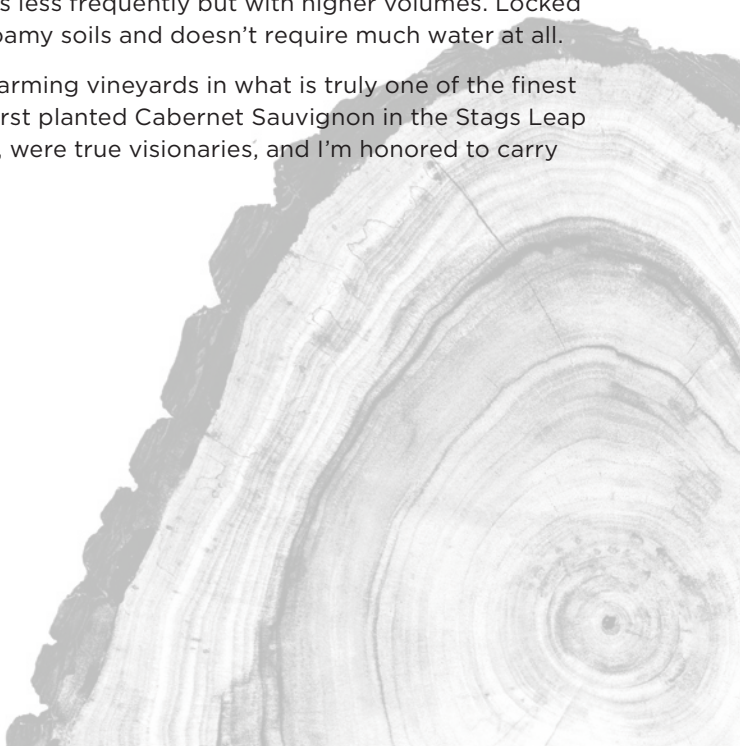 s less frequently but with higher volumes. Locked
oamy soils and doesn’t require much water at all.
arming vineyards in what is truly one of the finest
rst planted Cabernet Sauvignon in the Stags Leap
, were true visionaries, and I’m honored to carry